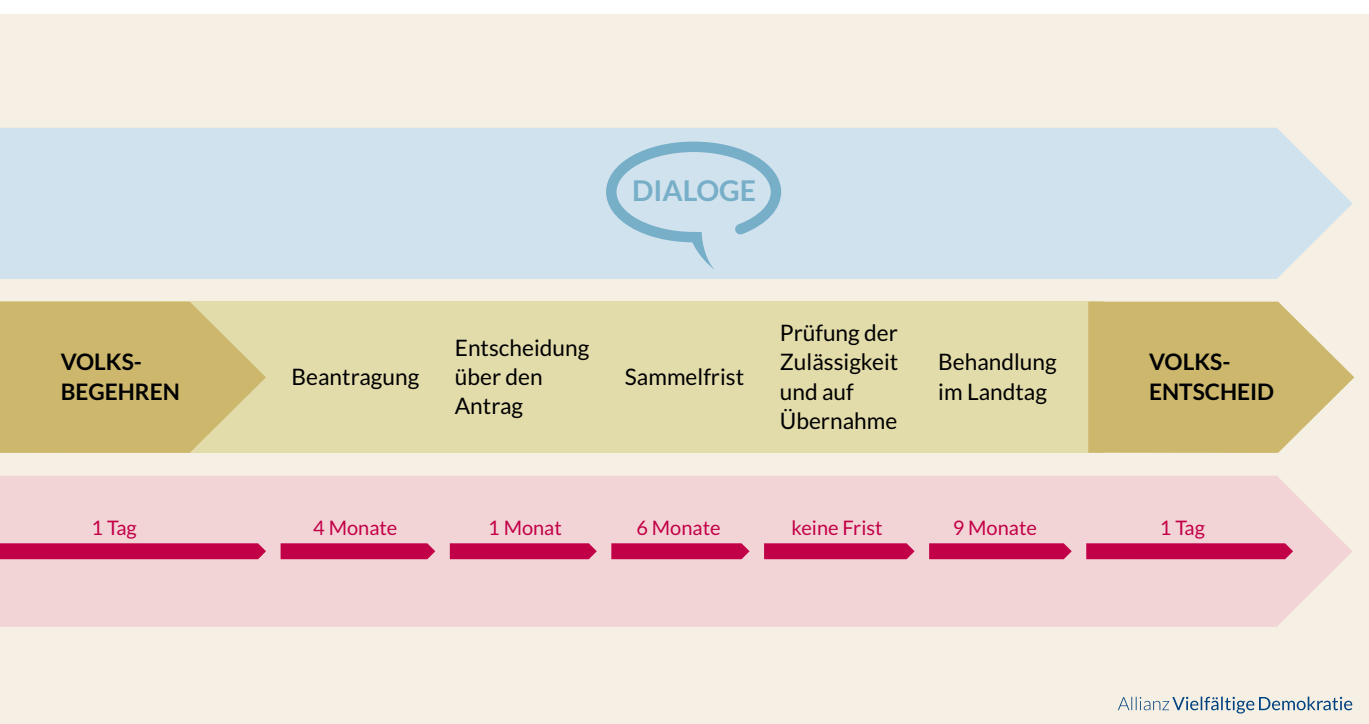 DIALOGE
VOLKS-
BEGEHREN
Beantragung
Entscheidung
über den
Antrag
Sammelfrist
Prüfung der
Zulässigkeit
und auf
Übernahme
Behandlung
im Landtag
VOLKS-
ENTSCHEID
1 Tag
4 Monate
1 Monat
6 Monate
keine Frist
9 Monate
1 Tag
Allianz Vielfältige Demokratie